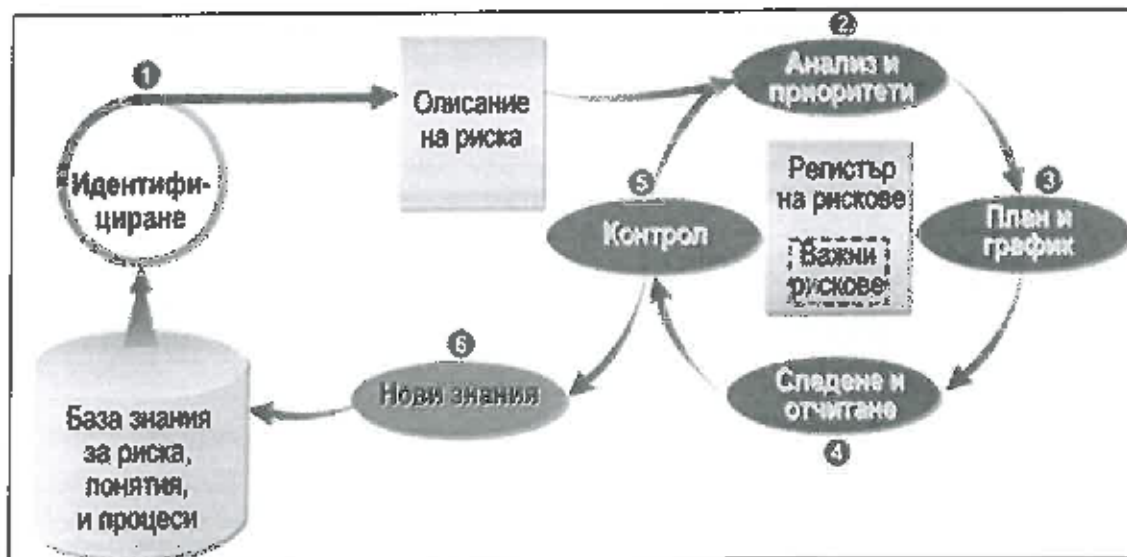 1
Идентифи-
циране
Олисание
на риска
2
Анализ и
приоритети
3
План и
график
Регистър
на рискове
Важни
рискове
5
Контрол
4
Следене и
отчитане
6
Нови знания
База знания
за риска,
понятия,
и процеси